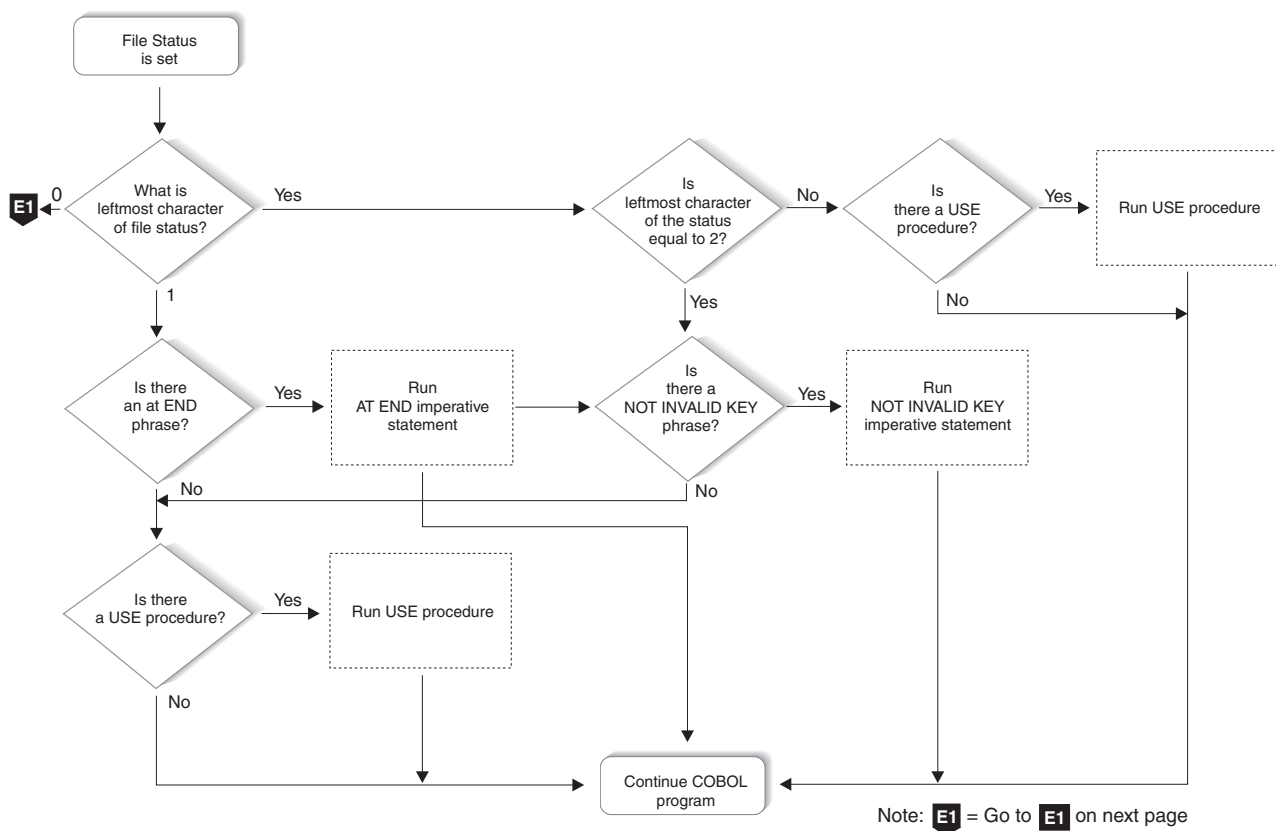 File Status
is set
E1
0
What is
leftmost character
of file status?
Yes
Is
leftmost character
of the status
equal to 2?
No
Is
there a USE
procedure?
Yes
Run USE procedure
1
Yes
No
Is there
an at END
phrase?
Yes
Run
AT END imperative
statement
Is
there a
NOT INVALID KEY
phrase?
Yes
Run
NOT INVALID KEY
imperative statement
No
No
Is there
a USE procedure?
Yes
Run USE procedure
No
Continue COBOL
program
Note: E1 = Go to E1 on next page